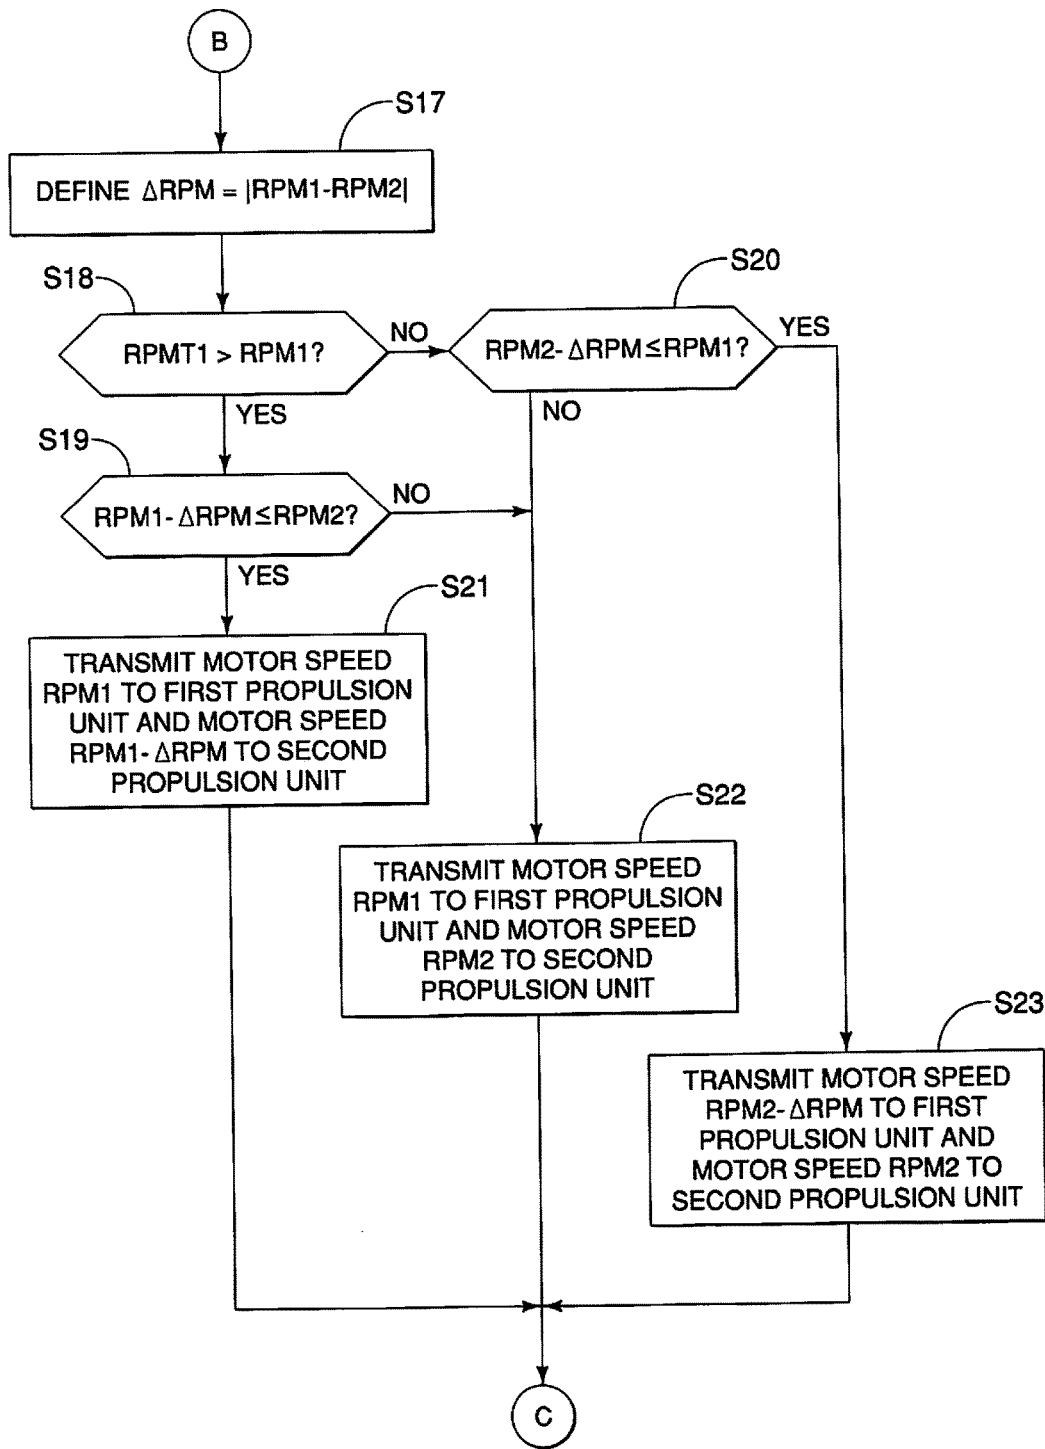 B
S17
DEFINE ΔRPM = |RPM1-RPM2|
S18
S20
RPMT1 > RPM1?
NO
RPM2-ΔRPM≤RPM1?
YES
YES
NO
S19
RPM1-ΔRPM≤RPM2?
NO
YES
S21
TRANSMIT MOTOR SPEED
RPM1 TO FIRST PROPULSION
UNIT AND MOTOR SPEED
RPM1-ΔRPM TO SECOND
PROPULSION UNIT
S22
TRANSMIT MOTOR SPEED
RPM1 TO FIRST PROPULSION
UNIT AND MOTOR SPEED
RPM2 TO SECOND
PROPULSION UNIT
S23
TRANSMIT MOTOR SPEED
RPM2-ΔRPM TO FIRST
PROPULSION UNIT AND
MOTOR SPEED RPM2 TO
SECOND PROPULSION UNIT
C